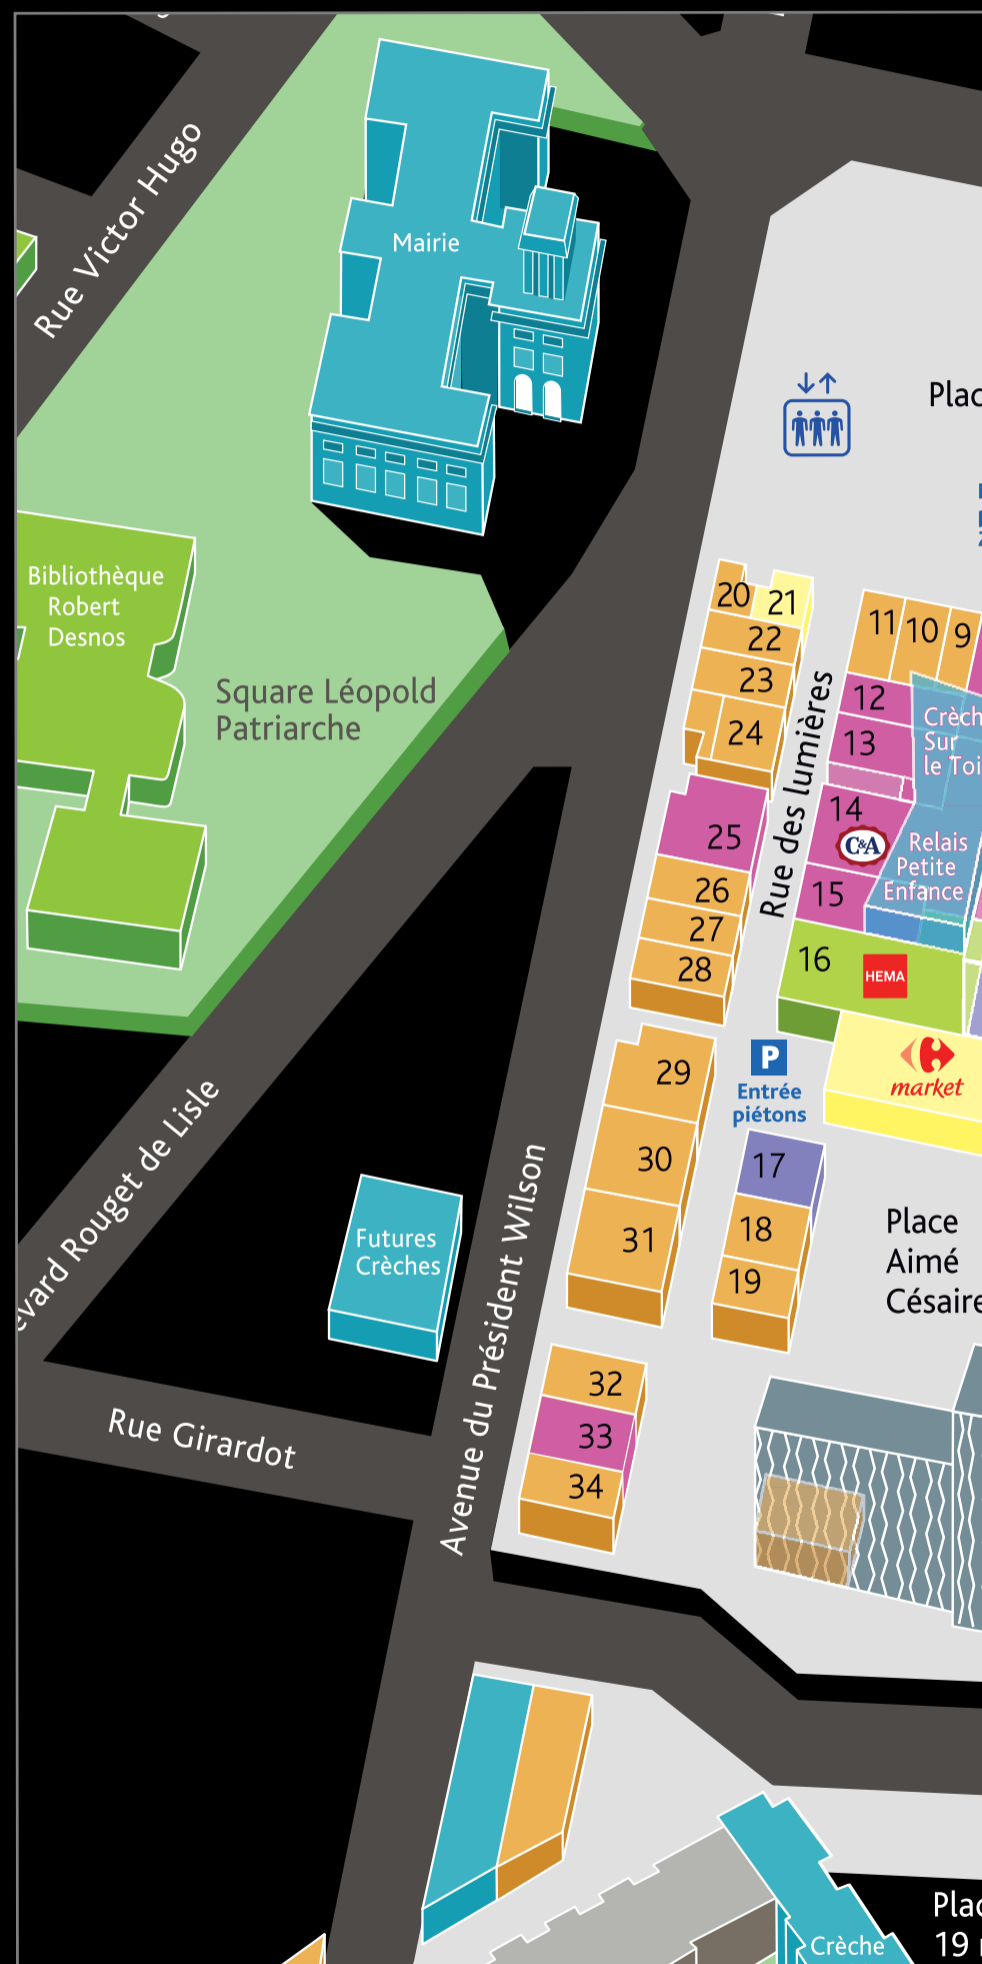 Rue Victor Hugo
Mairie
Plac
Bibliothèque
Robert
Desnos
Square Léopold
Patriarche
20
21
22
23
24
11
10
9
12
13
Crèch
Sur
le Toi
Rue des lumières
14
C&A
Relais
Petite
Enfance
15
25
26
27
28
16
HEMA
29
30
31
P
Entrée
piétons
market
17
18
19
Place
Aimé
Césaire
evard Rouget de Lisle
Futures
Crèches
Avenue du Président Wilson
Rue Girardot
32
33
34
Plac
19
Crèche